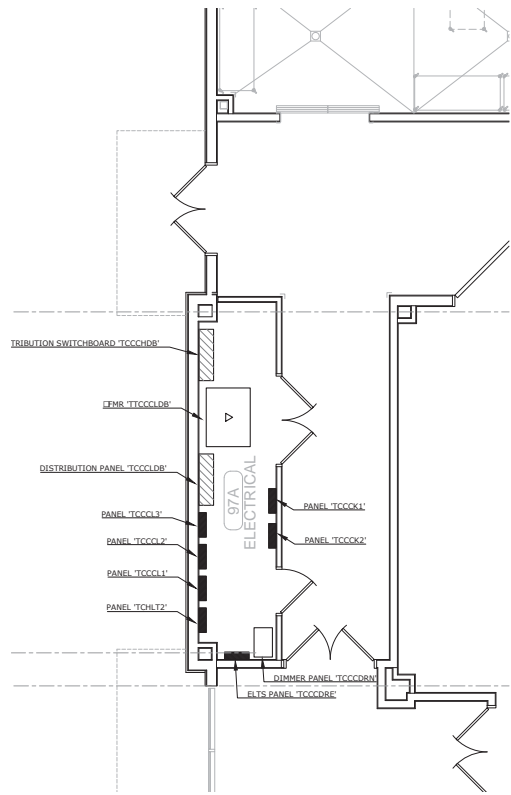 TRIBUTION SWITCHBOARD 'TCCCHDB'
FMR 'TTCCCLDB'
DISTRIBUTION PANEL 'TCCCLDB'
97A
ELECTRICAL
PANEL 'TCCCL3'
PANEL 'TCCCK1'
PANEL 'TCCCL2'
PANEL 'TCCCK2'
PANEL 'TCCCL1'
PANEL 'TCHLT2'
DIMMER PANEL 'TCCCDRN'
ELTS PANEL 'TCCCDRE'